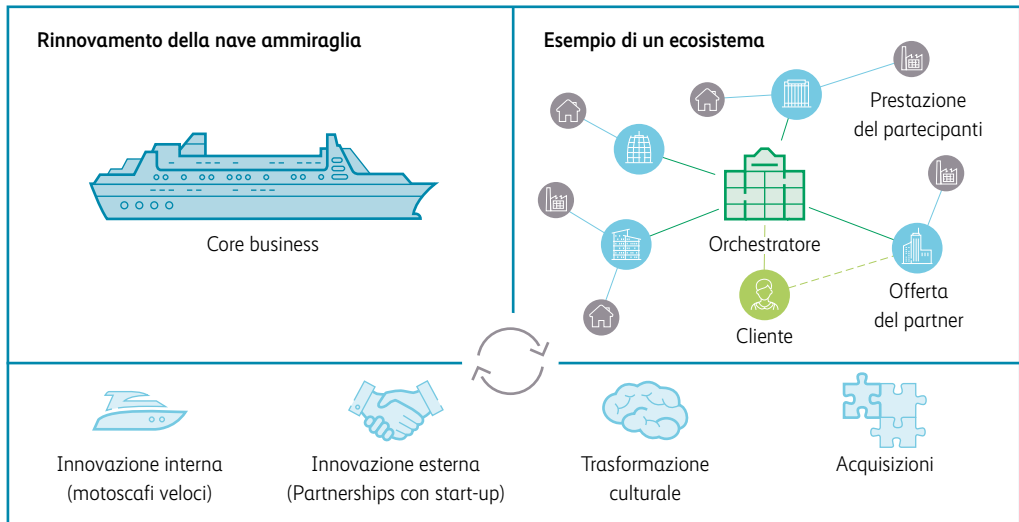 Rinnovamento della nave ammiraglia
Core business
Esempio di un ecosistema
Prestazione
del partecipanti
Orchestratore
Offerta
del partner
Cliente
Innovazione interna
(motoscafi veloci)
Innovazione esterna
(Partnerships con start-up)
Trasformazione
culturale
Acquisizioni